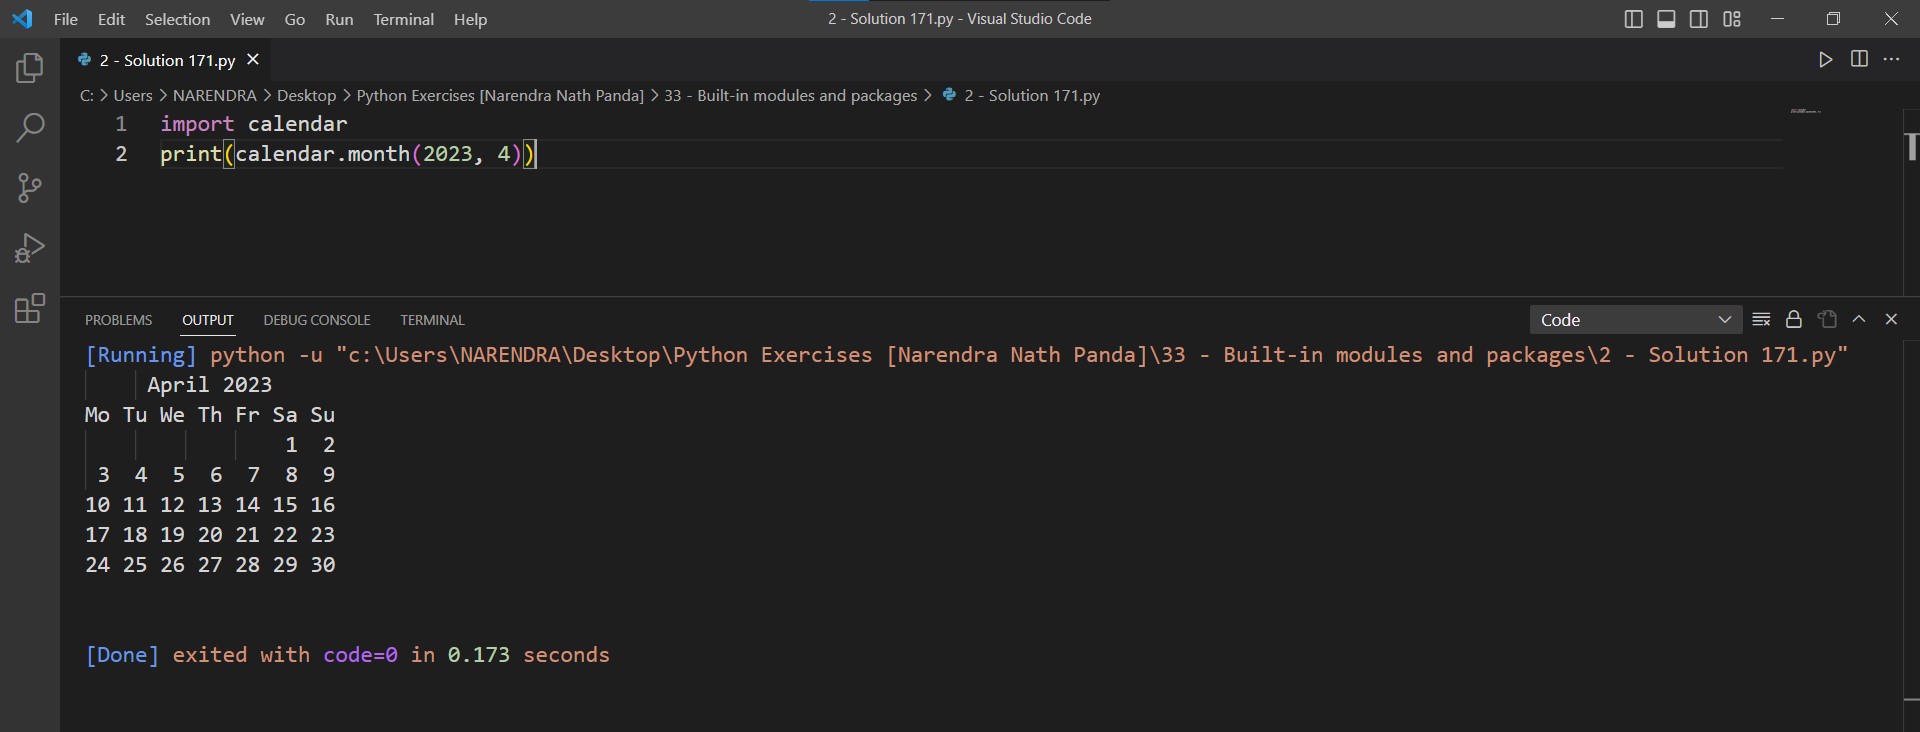 File Edit Selection View Go Run Terminal Help 2 - Solution 171.py - Visual Studio Code
2 - Solution 171.py
C: > Users > NARENDRA > Desktop > Python Exercises [Narendra Nath Panda] > 33 - Built-in modules and packages > 2 - Solution 171.py
1 import calendar
2 print(calendar.month(2023, 4))
PROBLEMS OUTPUT DEBUG CONSOLE TERMINAL Code
[Running] python -u "c:\Users\NARENDRA\Desktop\Python Exercises [Narendra Nath Panda]\33 - Built-in modules and packages\2 - Solution 171.py"
April 2023
Mo Tu We Th Fr Sa Su
1 2
3 4 5 6 7 8 9
10 11 12 13 14 15 16
17 18 19 20 21 22 23
24 25 26 27 28 29 30
[Done] exited with code=0 in 0.173 seconds